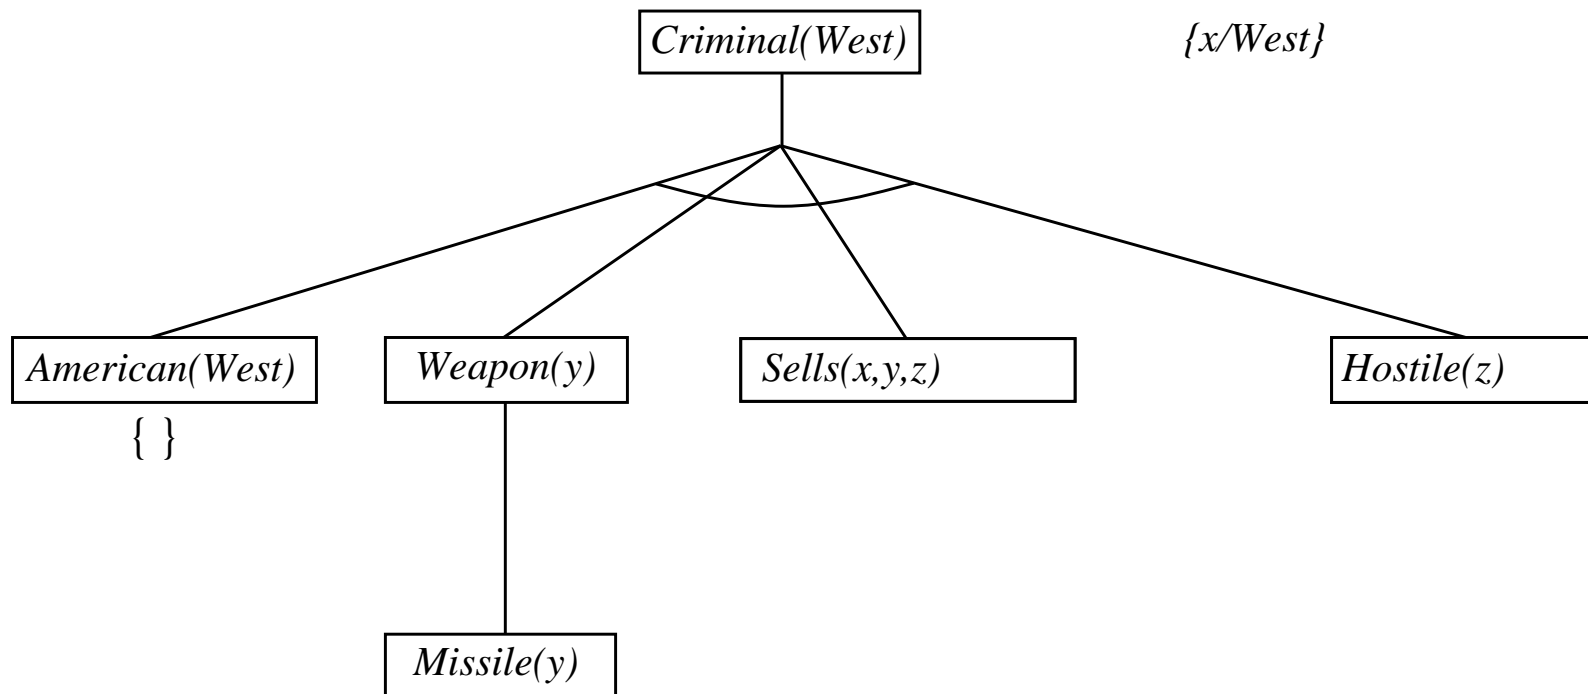 Criminal(West)
{x/West}
American(West)
Weapon(y)
Sells(x,y,z)
Hostile(z)
{ }
Missile(y)